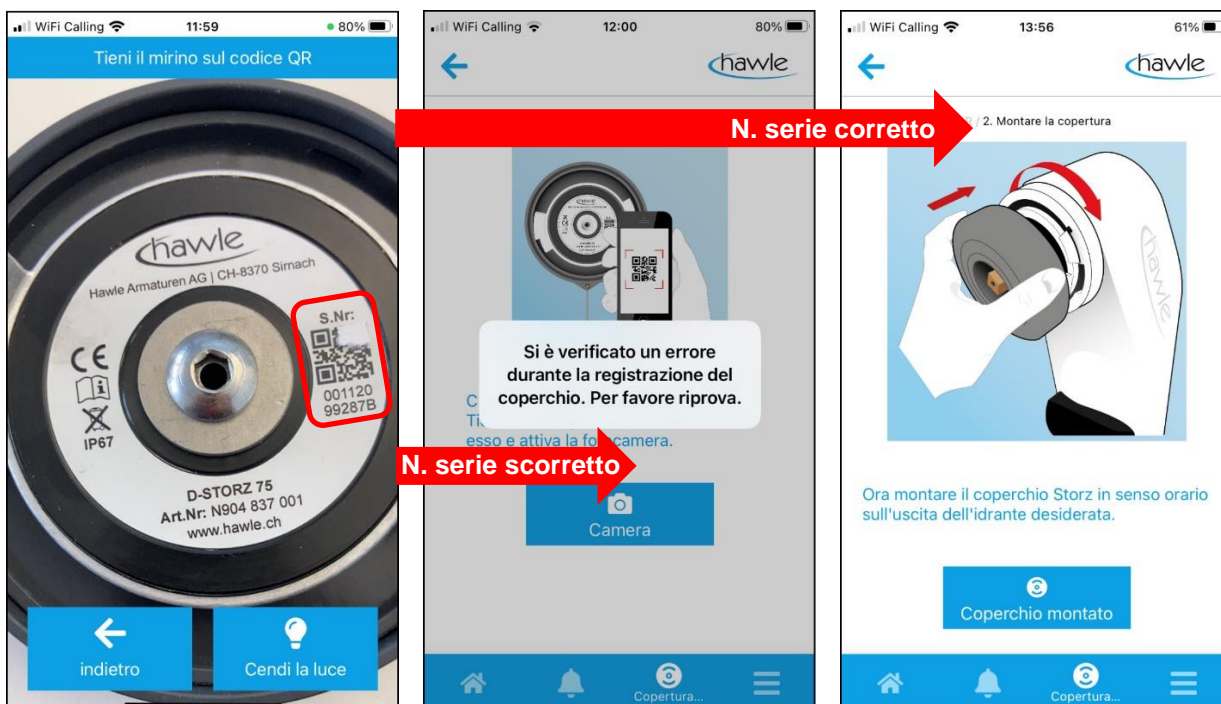 WiFi Calling 11:59 80%
Tieni il mirino sul codice QR
hawle
Hawle Armaturen AG | CH-8370 Sirnach
S.Nr:
001120
99287B
CE
IP67
D-STORZ 75
Art.Nr: N904 837 001
www.hawle.ch
indietro
Cendi la luce
WiFi Calling 12:00 80%
hawle
N. serie corretto
hawle
Si è verificato un errore
durante la registrazione del
coperchio. Per favore riprova.
esso e attiva la fo camera.
N. serie scorretto
Camera
Copertura...
WiFi Calling 13:56 61%
hawle
/ 2. Montare la copertura
hawle
Ora montare il coperchio Storz in senso orario
sull'uscita dell'idrante desiderata.
Coperchio montato
Copertura...